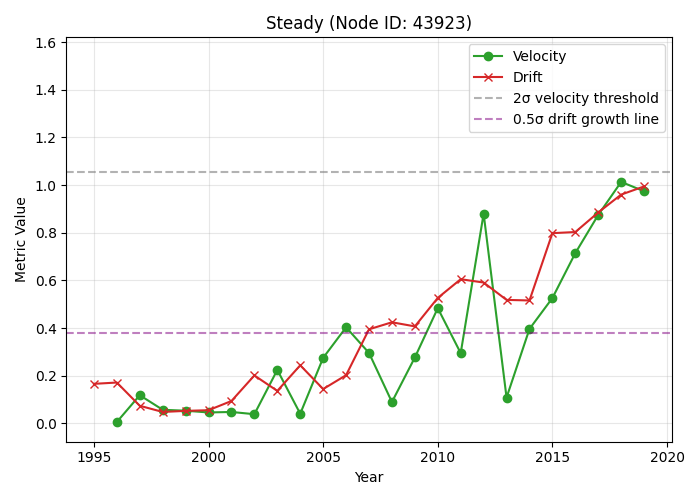 Steady (Node ID: 43923)
Velocity
Drift
2σ velocity threshold
0.5σ drift growth line
1.6
1.4
1.2
1.0
0.8
0.6
0.4
0.2
0.0
Metric Value
1995 2000 2005 2010 2015 2020
Year